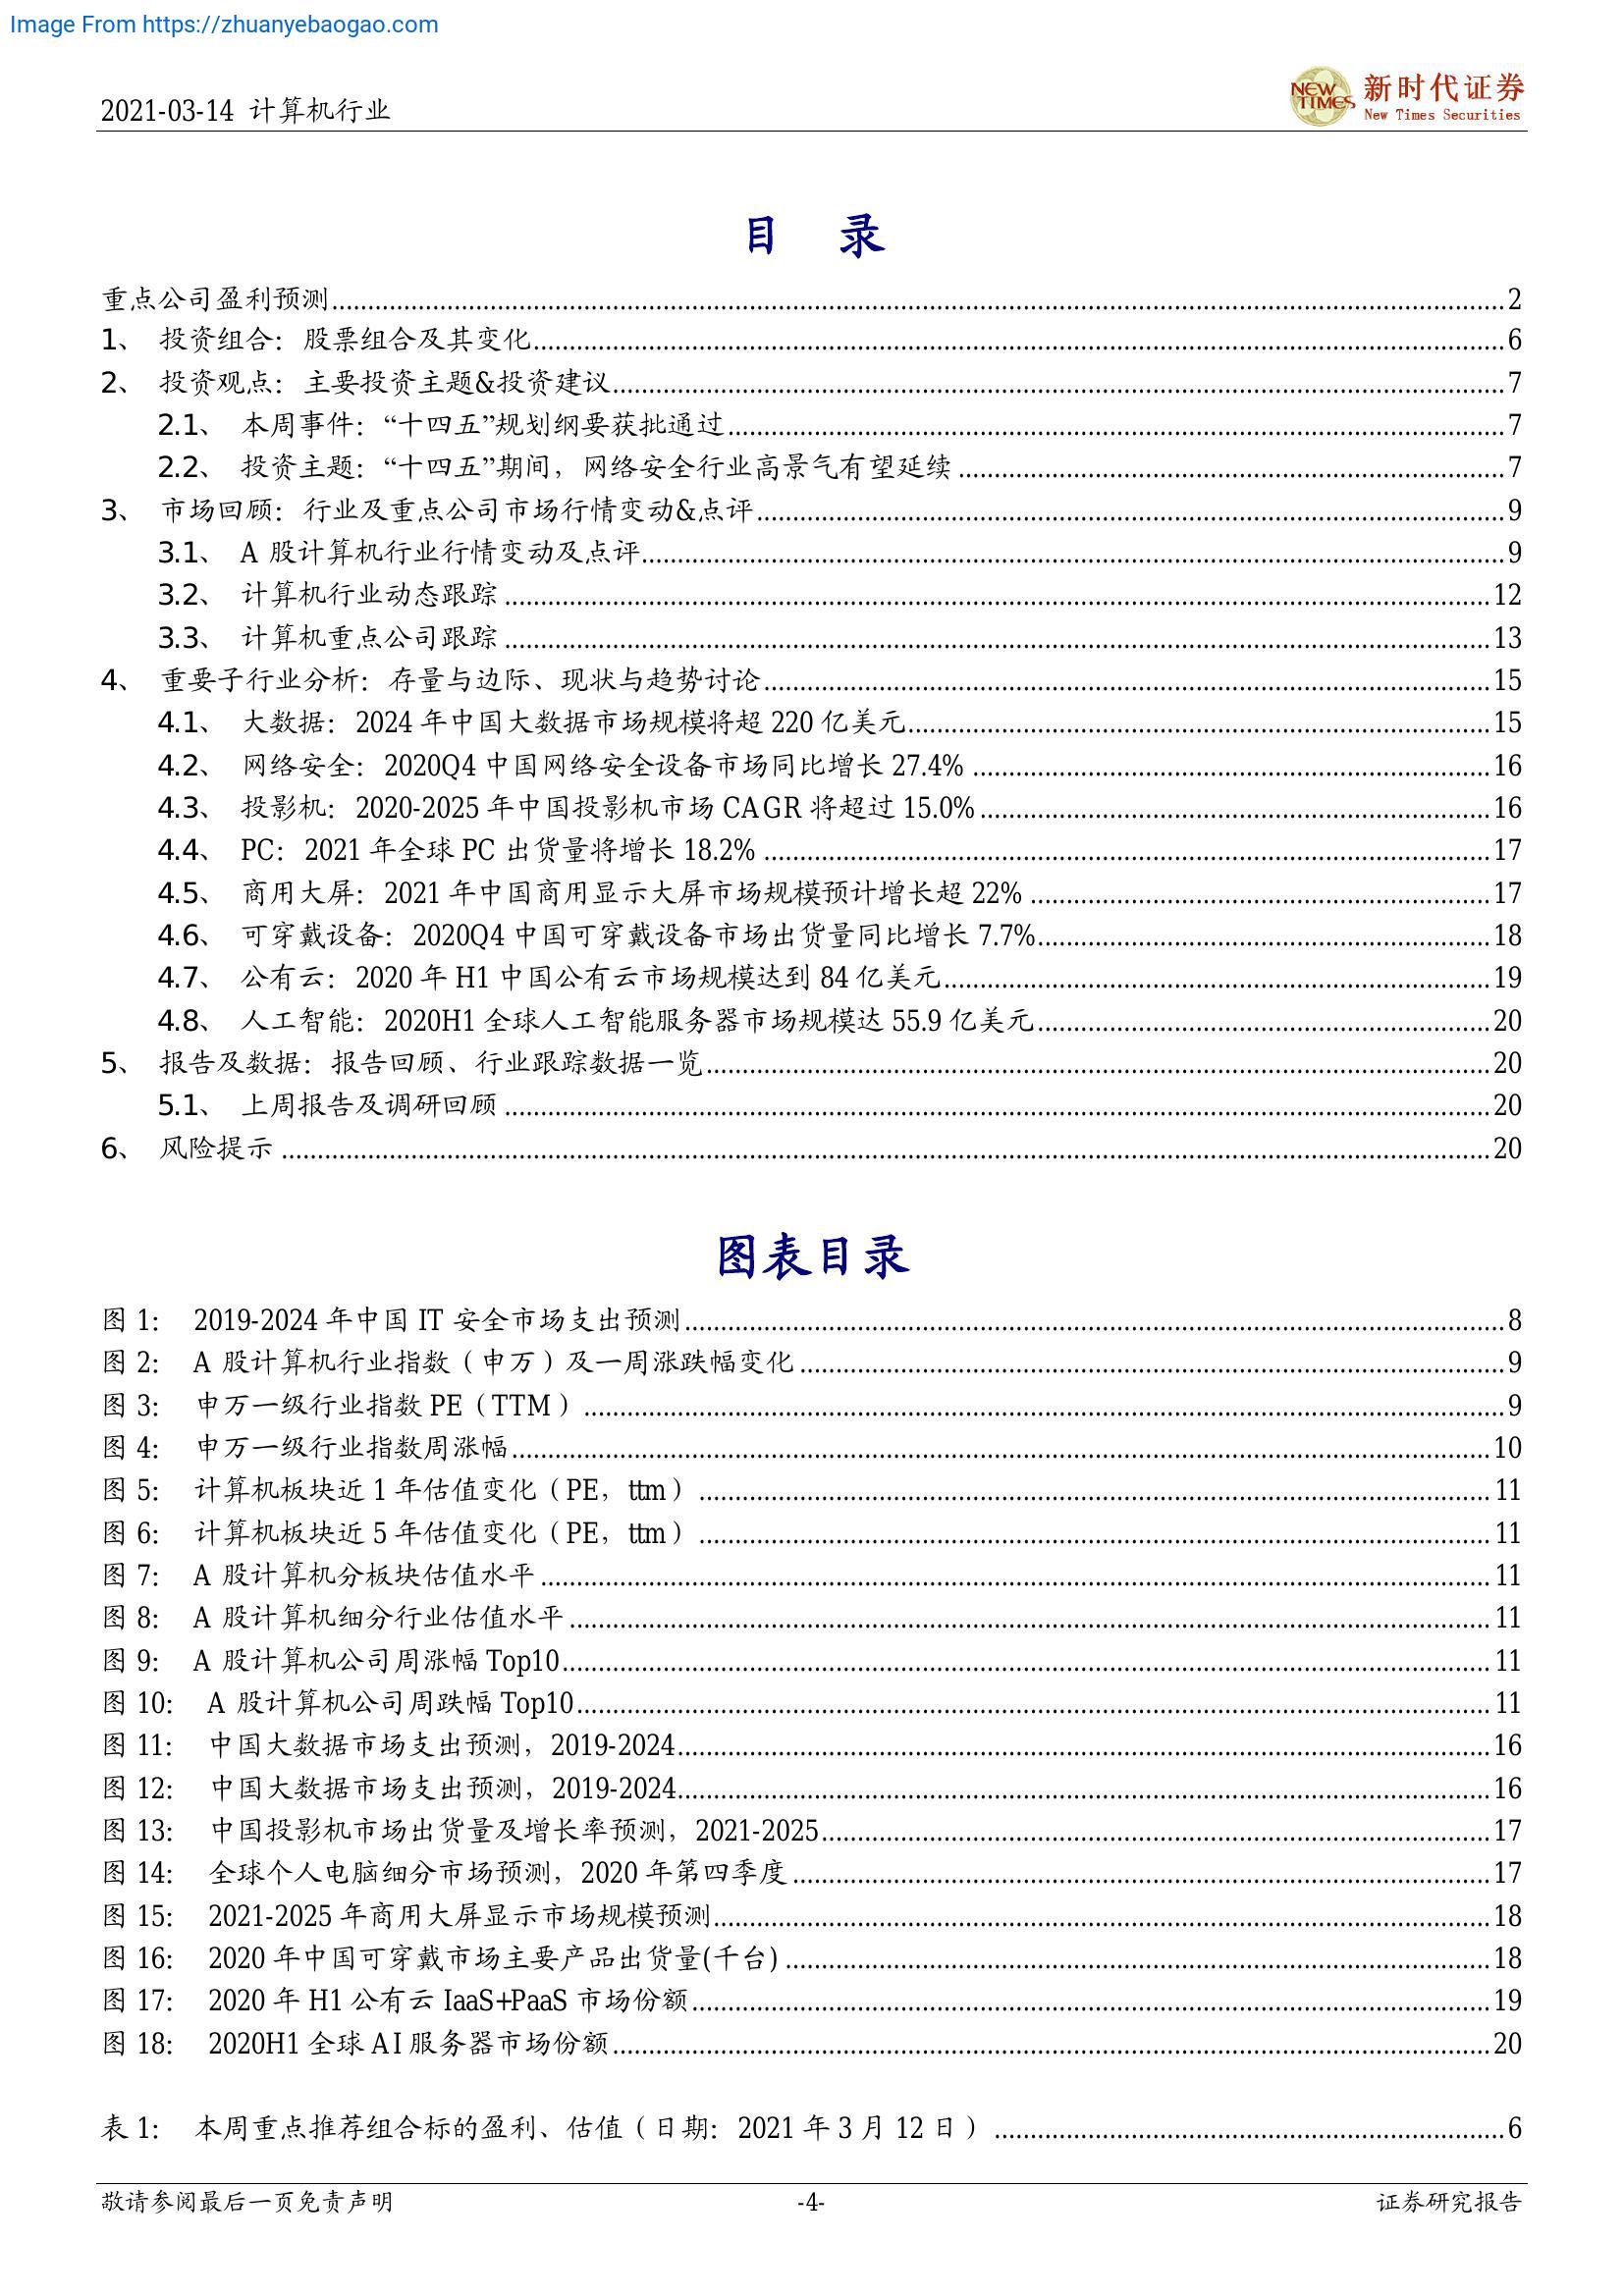 Image From https://zhuanyebaogao.com
2021-03-14 计算机行业
NEW TIMES
新时代证券
New Times Securities
目 录
重点公司盈利预测 2
1、 投资组合：股票组合及其变化 6
2、 投资观点：主要投资主题&投资建议 7
2.1、 本周事件：“十四五”规划纲要获批通过 7
2.2、 投资主题：“十四五”期间，网络安全行业高景气有望延续 7
3、 市场回顾：行业及重点公司市场行情变动&点评 9
3.1、 A 股计算机行业行情变动及点评 9
3.2、 计算机行业动态跟踪 12
3.3、 计算机重点公司跟踪 13
4、 重要子行业分析：存量与边际、现状与趋势讨论 15
4.1、 大数据：2024 年中国大数据市场规模将超 220 亿美元 15
4.2、 网络安全：2020Q4 中国网络安全设备市场同比增长 27.4% 16
4.3、 投影机：2020-2025 年中国投影机市场 CAGR 将超过 15.0% 16
4.4、 PC：2021 年全球 PC 出货量将增长 18.2% 17
4.5、 商用大屏：2021 年中国商用显示大屏市场规模预计增长超 22% 17
4.6、 可穿戴设备：2020Q4 中国可穿戴设备市场出货量同比增长 7.7% 18
4.7、 公有云：2020 年 H1 中国公有云市场规模达到 84 亿美元 19
4.8、 人工智能：2020H1 全球人工智能服务器市场规模达 55.9 亿美元 20
5、 报告及数据：报告回顾、行业跟踪数据一览 20
5.1、 上周报告及调研回顾 20
6、 风险提示 20
图表目录
图 1： 2019-2024 年中国 IT 安全市场支出预测 8
图 2： A 股计算机行业指数（申万）及一周涨跌幅变化 9
图 3： 申万一级行业指数 PE（TTM） 9
图 4： 申万一级行业指数周涨幅 10
图 5： 计算机板块近 1 年估值变化（PE，ttm） 11
图 6： 计算机板块近 5 年估值变化（PE，ttm） 11
图 7： A 股计算机分板块估值水平 11
图 8： A 股计算机细分行业估值水平 11
图 9： A 股计算机公司周涨幅 Top10 11
图 10： A 股计算机公司周跌幅 Top10 11
图 11： 中国大数据市场支出预测，2019-2024 16
图 12： 中国大数据市场支出预测，2019-2024 16
图 13： 中国投影机市场出货量及增长率预测，2021-2025 17
图 14： 全球个人电脑细分市场预测，2020 年第四季度 17
图 15： 2021-2025 年商用大屏显示市场规模预测 18
图 16： 2020 年中国可穿戴市场主要产品出货量(千台) 18
图 17： 2020 年 H1 公有云 IaaS+PaaS 市场份额 19
图 18： 2020H1 全球 AI 服务器市场份额 20
表 1： 本周重点推荐组合标的盈利、估值（日期：2021 年 3 月 12 日） 6
敬请参阅最后一页免责声明 -4- 证券研究报告